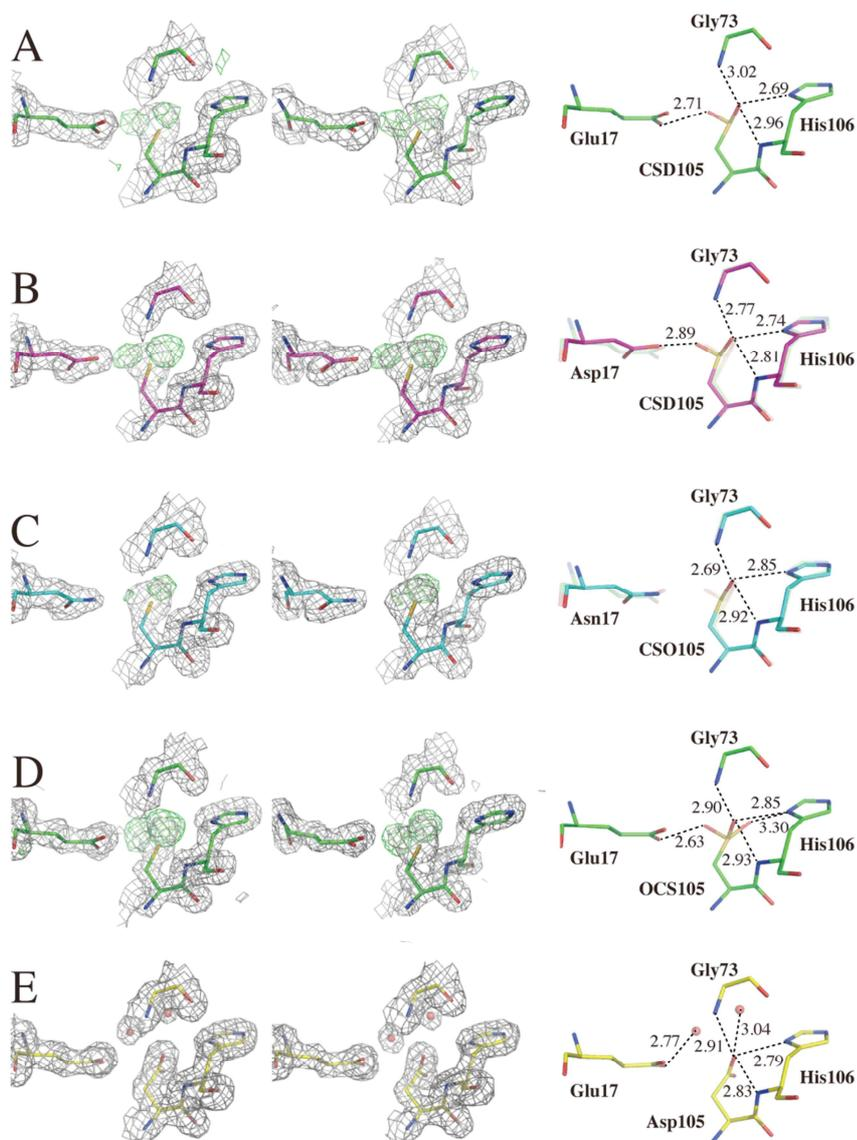 A
Gly73
3.02
2.69
2.71
2.96
Glu17
His106
CSD105
B
Gly73
2.77
2.74
2.89
2.81
Asp17
His106
CSD105
C
Gly73
2.69
2.85
Asn17
2.92
His106
CSO105
D
Gly73
2.90
2.85
3.30
2.63
2.93
Glu17
His106
OCS105
E
Gly73
3.04
2.77
2.91
2.79
2.83
Glu17
His106
Asp105